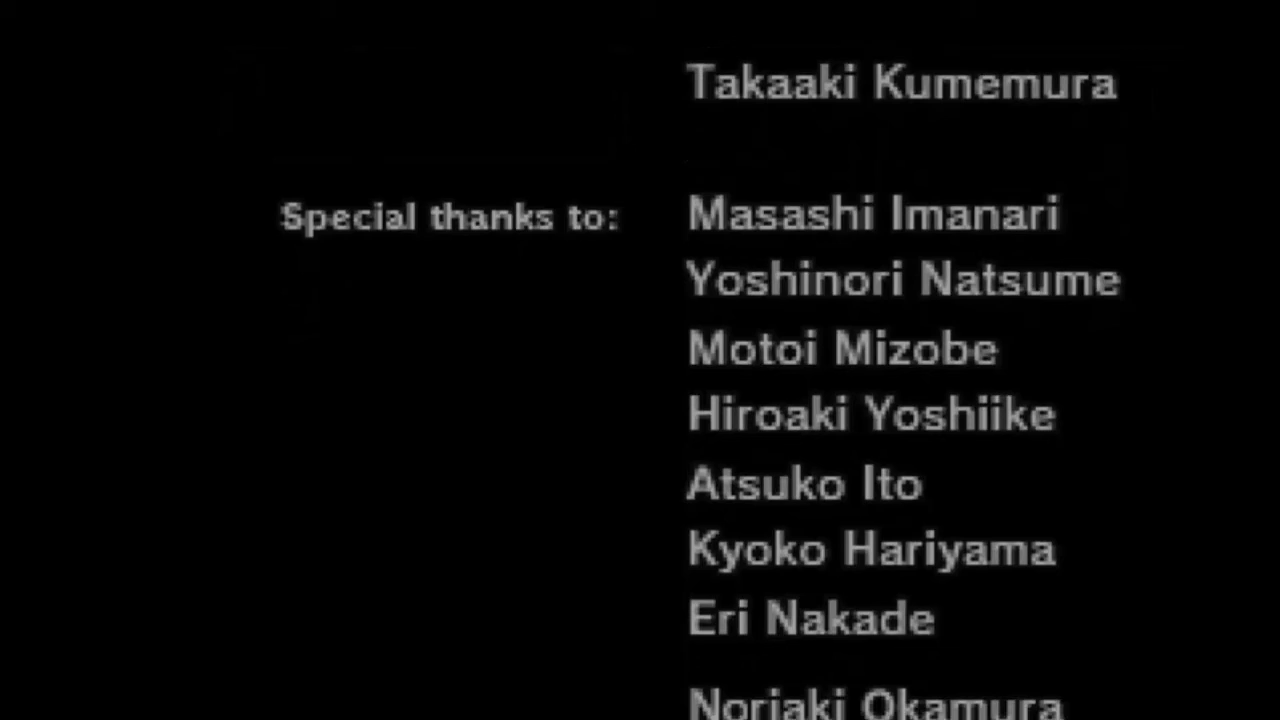 Takaaki Kumemura
Special thanks to: Masashi Imanari
Yoshinori Natsume
Motoi Mizobe
Hiroaki Yoshiike
Atsuko Ito
Kyoko Hariyama
Eri Nakade
Noriaki Okamura